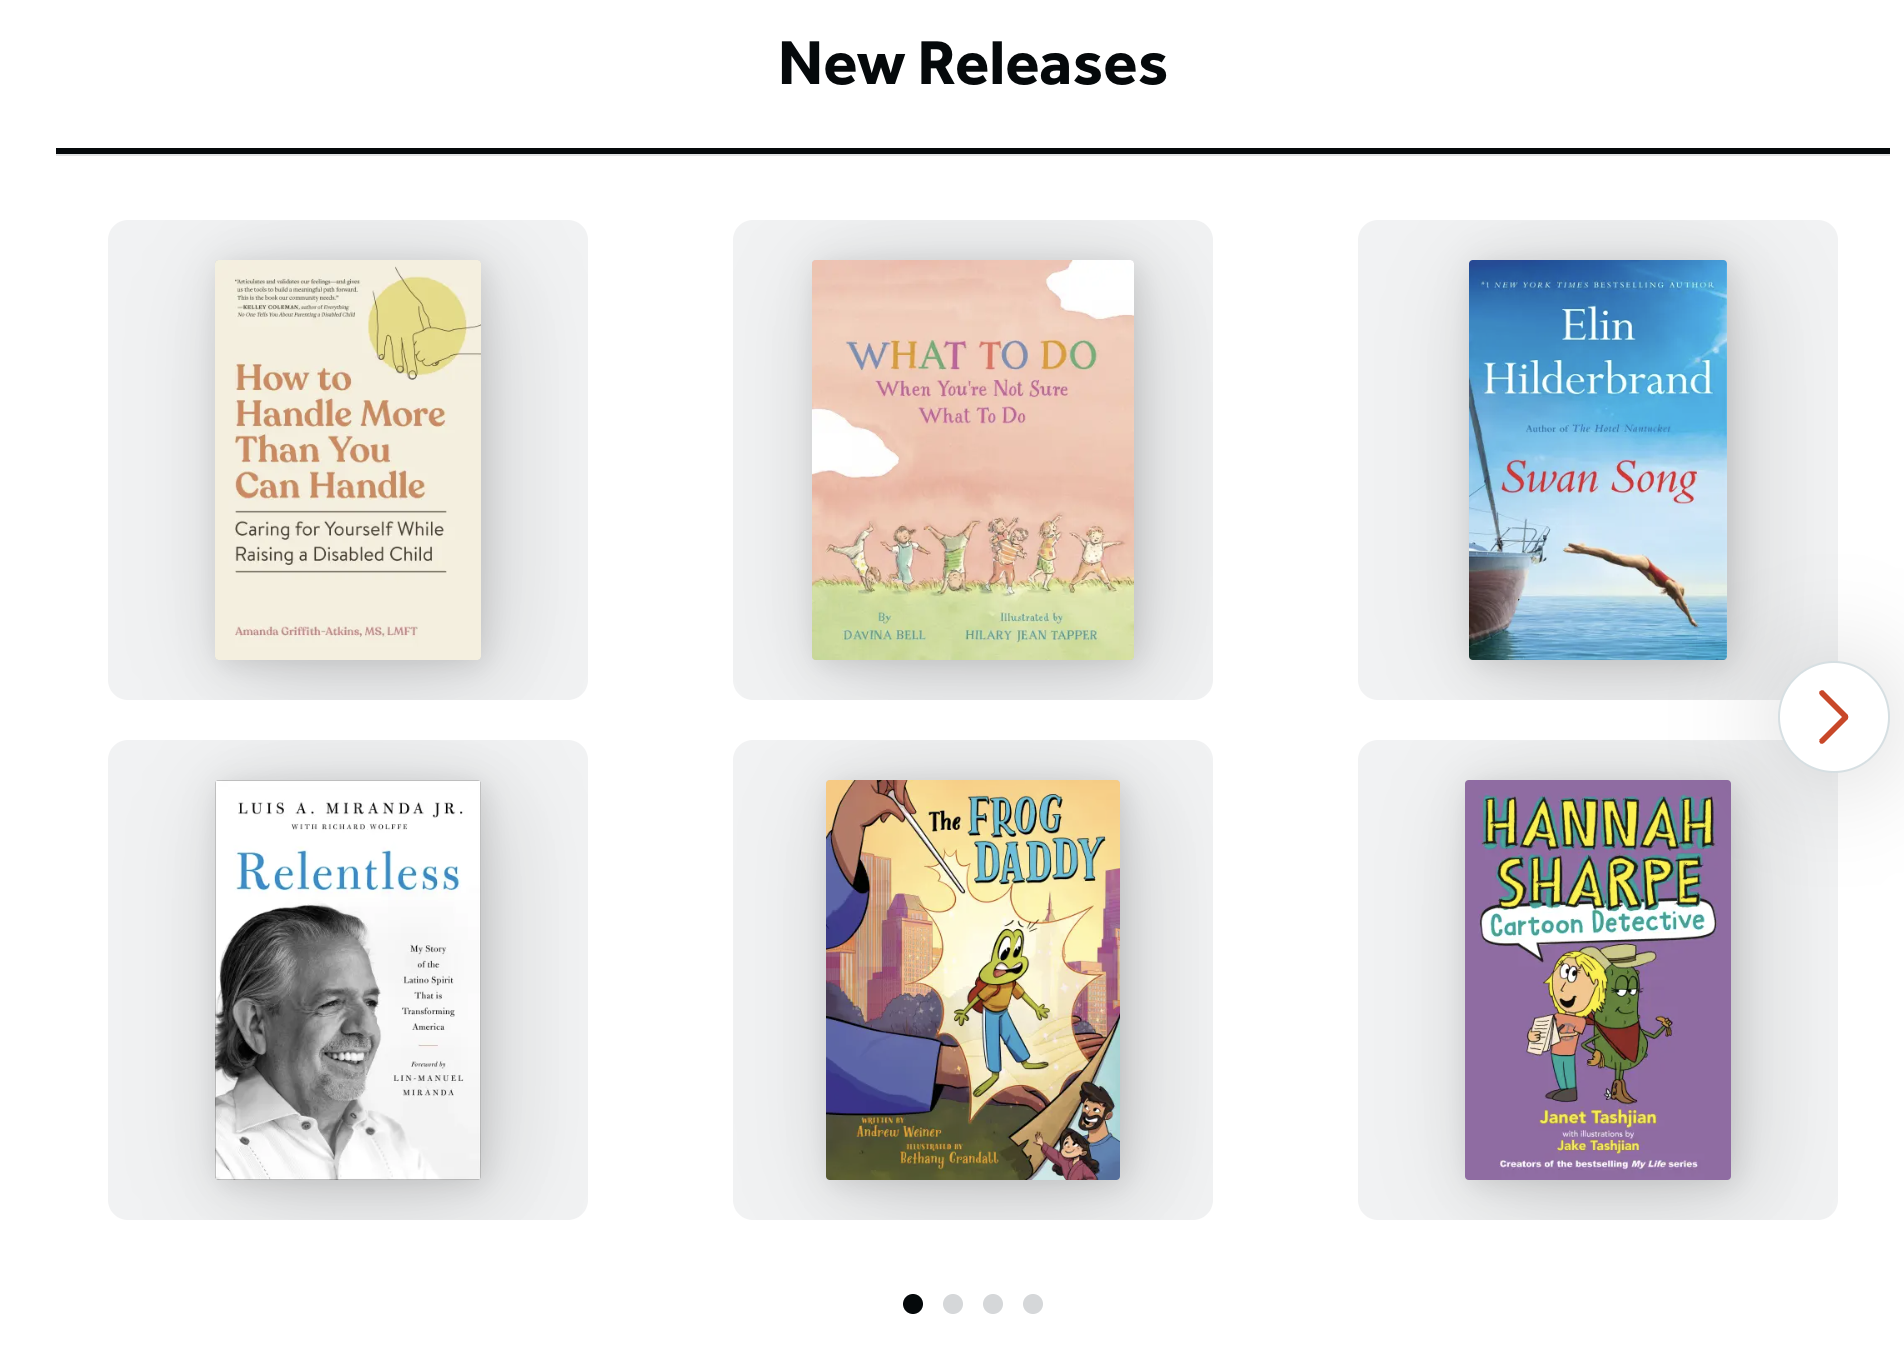 New Releases
"Articulates and validates our feelings—and gives
us the tools to build a meaningful path forward.
This is the book our community needs."
—KELLEY COLEMAN, author of Everything
No One Tells You About Parenting a Disabled Child
How to
Handle More
Than You
Can Handle
Caring for Yourself While
Raising a Disabled Child
Amanda Griffith-Atkins, MS, LMFT
WHAT TO DO
When You're Not Sure
What To Do
By
DAVINA BELL
Illustrated by
HILARY JEAN TAPPER
#1 NEW YORK TIMES BESTSELLING AUTHOR
Elin
Hilderbrand
Author of The Hotel Nantucket
Swan Song
LUIS A. MIRANDA JR.
WITH RICHARD WOLFFE
Relentless
My Story
of the
Latino Spirit
That is
Transforming
America
Foreword by
LIN-MANUEL
MIRANDA
The FROG
DADDY
WRITTEN BY
Andrew Weiner
ILLUSTRATED BY
Bethany Crandall
HANNAH
SHARPE
Cartoon Detective
Janet Tashjian
with illustrations by
Jake Tashjian
Creators of the bestselling My Life series